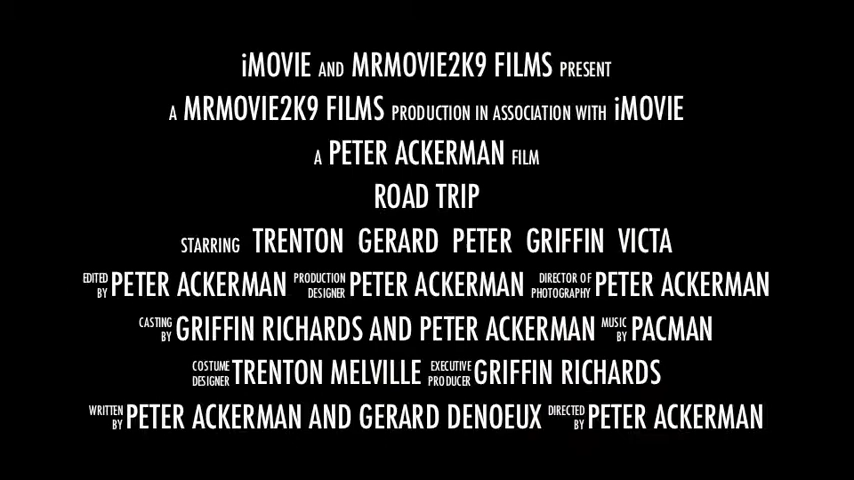 iMOVIE AND MRMOVIE2K9 FILMS PRESENT
A MRMOVIE2K9 FILMS PRODUCTION IN ASSOCIATION WITH iMOVIE
A PETER ACKERMAN FILM
ROAD TRIP
STARRING TRENTON GERARD PETER GRIFFIN VICTA
EDITED BY PETER ACKERMAN PRODUCTION DESIGNER PETER ACKERMAN DIRECTOR OF PHOTOGRAPHY PETER ACKERMAN
CASTING BY GRIFFIN RICHARDS AND PETER ACKERMAN MUSIC BY PACMAN
COSTUME DESIGNER TRENTON MELVILLE EXECUTIVE PRODUCER GRIFFIN RICHARDS
WRITTEN BY PETER ACKERMAN AND GERARD DENOEUX DIRECTED BY PETER ACKERMAN